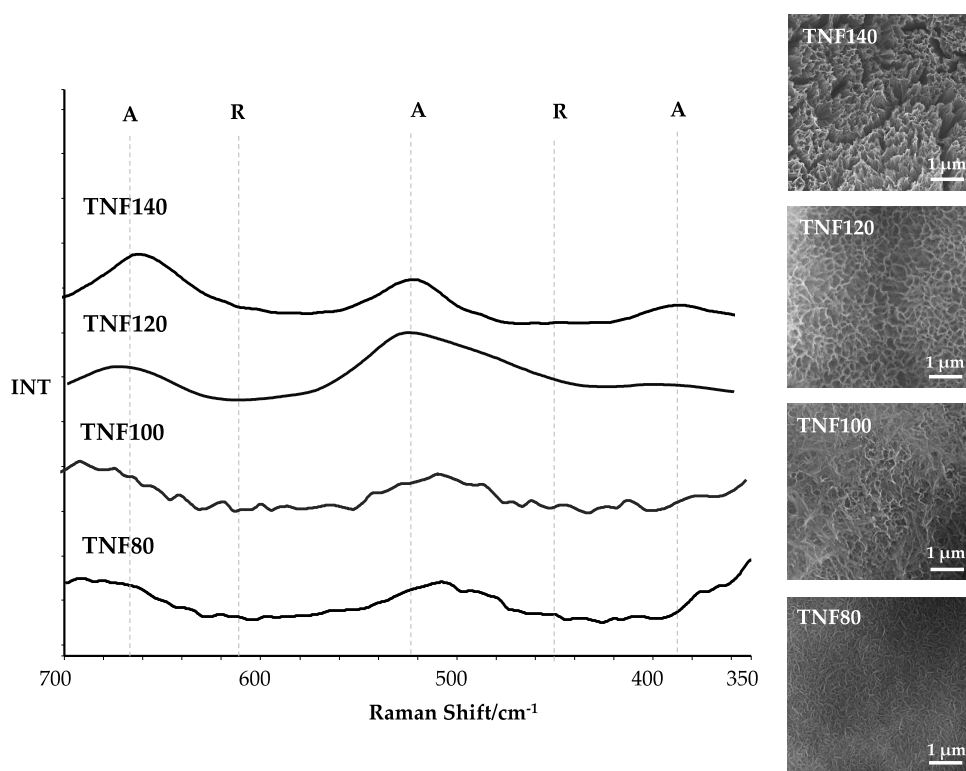 A
R
A
R
A
TNF140
TNF120
INT
TNF100
TNF80
700
600
500
400
350
Raman Shift/cm-1
TNF140
1 μm
TNF120
1 μm
TNF100
1 μm
TNF80
1 μm